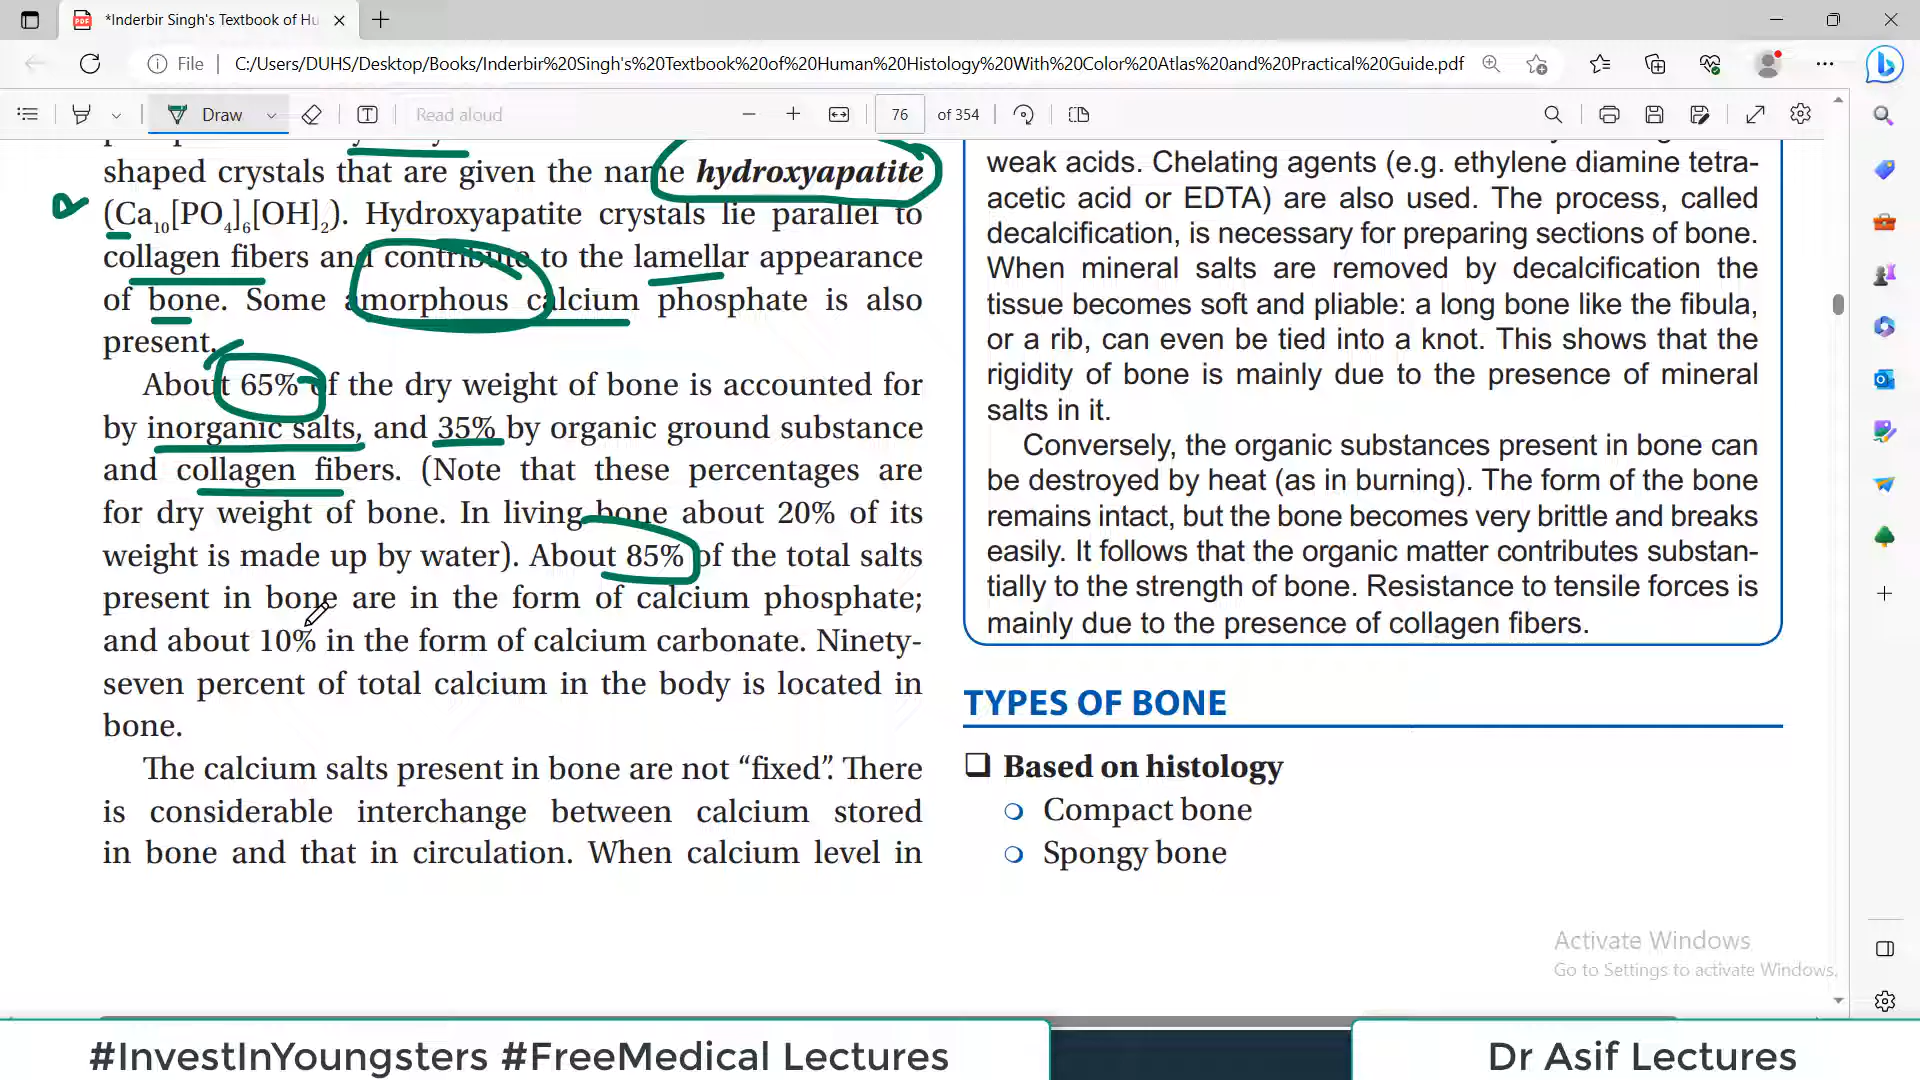 *Inderbir Singh's Textbook of Hu
File
C:/Users/DUHS/Desktop/Books/Inderbir%20Singh's%20Textbook%20of%20Human%20Histology%20With%20Color%20Atlas%20and%20Practical%20Guide.pdf
Draw
Read aloud
76
of 354
shaped crystals that are given the name hydroxyapatite
(Ca10[PO4]6[OH]2). Hydroxyapatite crystals lie parallel to
collagen fibers and contribute to the lamellar appearance
of bone. Some amorphous calcium phosphate is also
present.
About 65% of the dry weight of bone is accounted for
by inorganic salts, and 35% by organic ground substance
and collagen fibers. (Note that these percentages are
for dry weight of bone. In living bone about 20% of its
weight is made up by water). About 85% of the total salts
present in bone are in the form of calcium phosphate;
and about 10% in the form of calcium carbonate. Ninety-
seven percent of total calcium in the body is located in
bone.
The calcium salts present in bone are not “fixed”. There
is considerable interchange between calcium stored
in bone and that in circulation. When calcium level in
weak acids. Chelating agents (e.g. ethylene diamine tetra-
acetic acid or EDTA) are also used. The process, called
decalcification, is necessary for preparing sections of bone.
When mineral salts are removed by decalcification the
tissue becomes soft and pliable: a long bone like the fibula,
or a rib, can even be tied into a knot. This shows that the
rigidity of bone is mainly due to the presence of mineral
salts in it.
Conversely, the organic substances present in bone can
be destroyed by heat (as in burning). The form of the bone
remains intact, but the bone becomes very brittle and breaks
easily. It follows that the organic matter contributes substan-
tially to the strength of bone. Resistance to tensile forces is
mainly due to the presence of collagen fibers.
TYPES OF BONE
Based on histology
Compact bone
Spongy bone
Activate Windows
Go to Settings to activate Windows.
#InvestInYoungsters #FreeMedical Lectures
Dr Asif Lectures